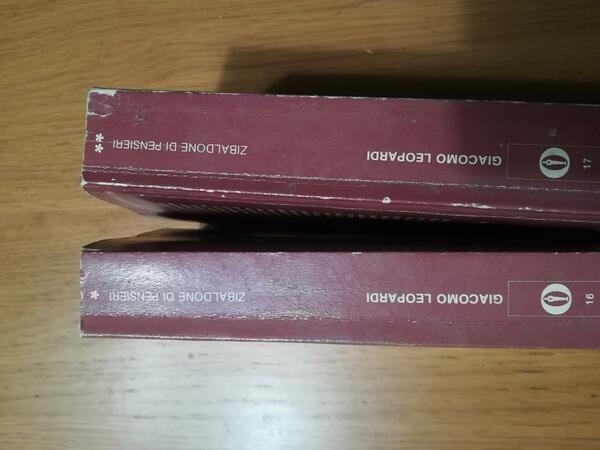 17
GIACOMO LEOPARDI
ZIBALDONE DI PENSIERI
**
16
GIACOMO LEOPARDI
ZIBALDONE DI PENSIERI
*